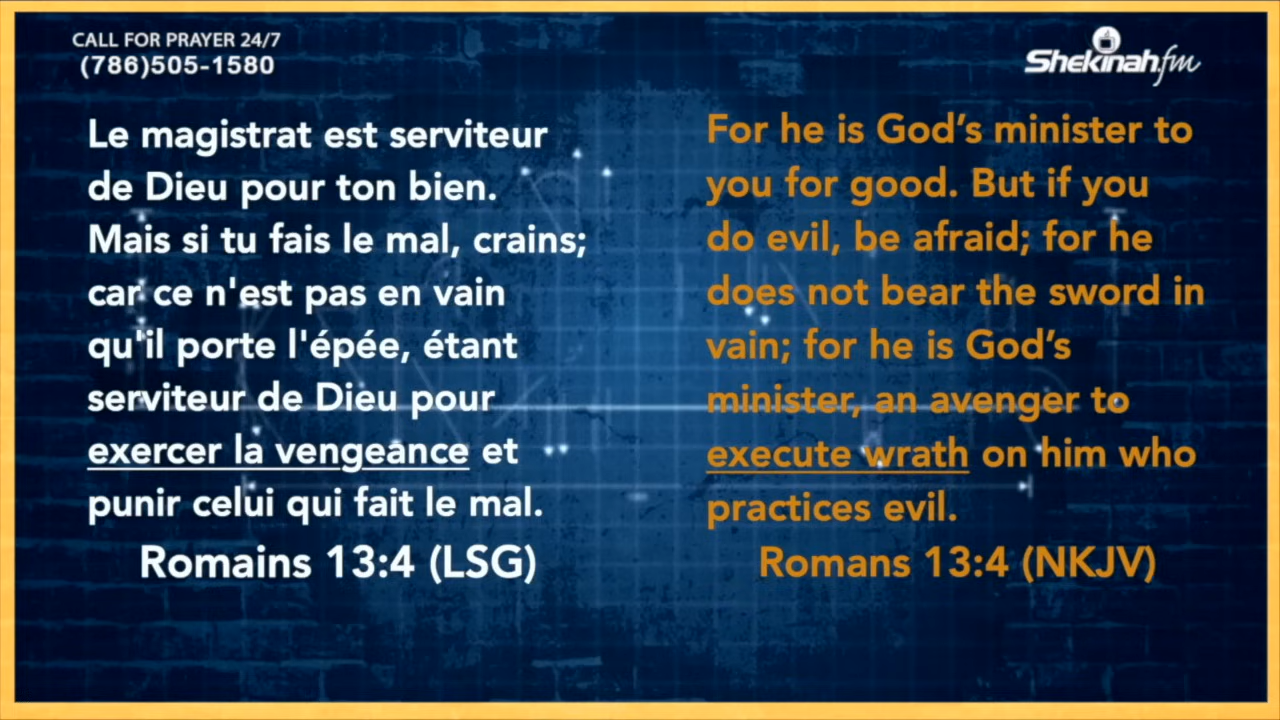 CALL FOR PRAYER 24/7
(786)505-1580
Shekinah.fm
Le magistrat est serviteur
de Dieu pour ton bien.
Mais si tu fais le mal, crains;
car ce n'est pas en vain
qu'il porte l'épée, étant
serviteur de Dieu pour
exercer la vengeance et
punir celui qui fait le mal.
Romains 13:4 (LSG)
For he is God’s minister to
you for good. But if you
do evil, be afraid; for he
does not bear the sword in
vain; for he is God’s
minister, an avenger to
execute wrath on him who
practices evil.
Romans 13:4 (NKJV)